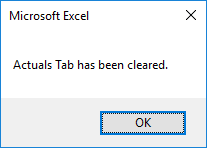 Microsoft Excel
Actuals Tab has been cleared.
OK